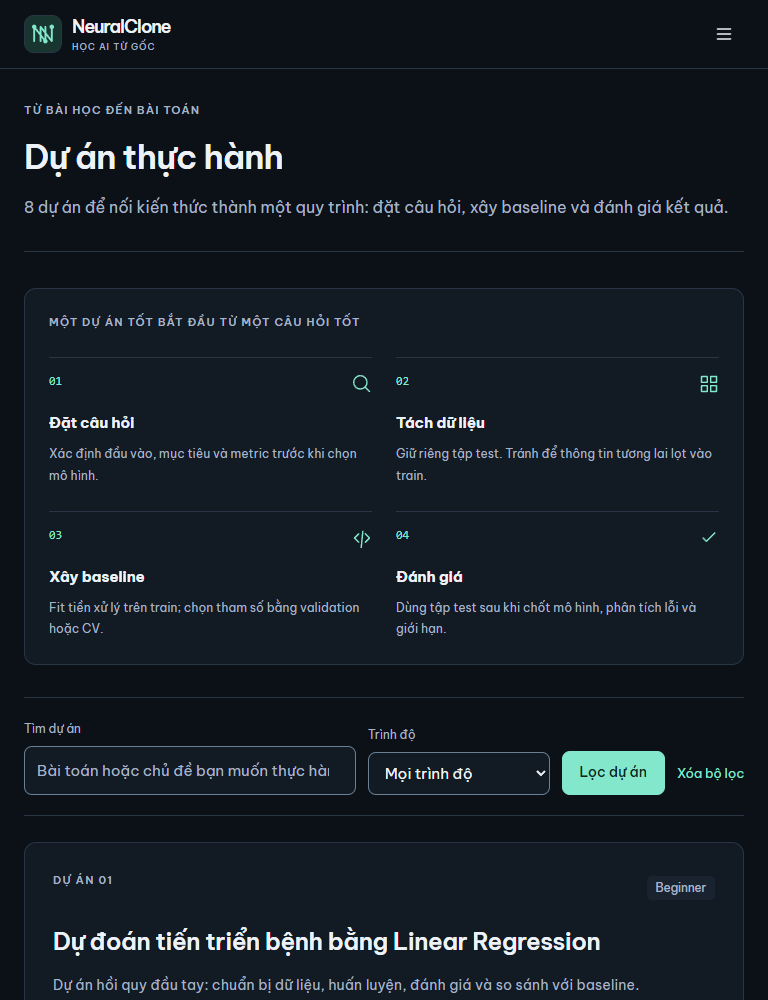 NeuralClone
HỌC AI TỪ GỐC
TỪ BÀI HỌC ĐẾN BÀI TOÁN
Dự án thực hành
8 dự án để nối kiến thức thành một quy trình: đặt câu hỏi, xây baseline và đánh giá kết quả.
MỘT DỰ ÁN TỐT BẮT ĐẦU TỪ MỘT CÂU HỎI TỐT
01
Đặt câu hỏi
Xác định đầu vào, mục tiêu và metric trước khi chọn
mô hình.
02
Tách dữ liệu
Giữ riêng tập test. Tránh để thông tin tương lai lọt vào
train.
03
Xây baseline
Fit tiền xử lý trên train; chọn tham số bằng validation
hoặc CV.
04
Đánh giá
Dùng tập test sau khi chốt mô hình, phân tích lỗi và
giới hạn.
Tìm dự án
Bài toán hoặc chủ đề bạn muốn thực hàn
Trình độ
Mọi trình độ
Lọc dự án
Xóa bộ lọc
DỰ ÁN 01
Beginner
Dự đoán tiến triển bệnh bằng Linear Regression
Dự án hồi quy đầu tay: chuẩn bị dữ liệu, huấn luyện, đánh giá và so sánh với baseline.